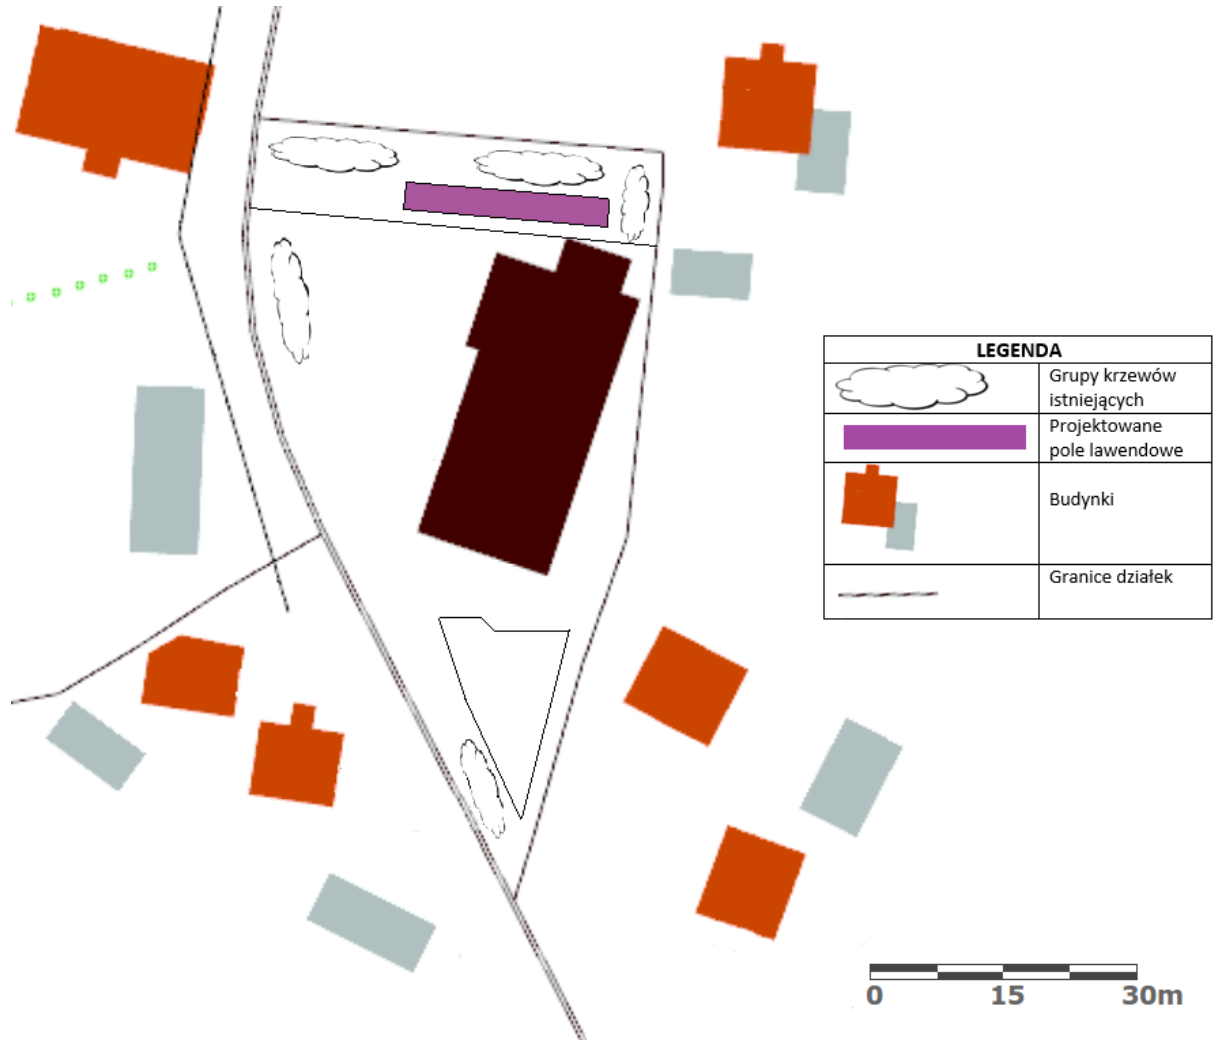 LEGENDA
Grupy krzewów
istniejących
Projektowane
pole lawendowe
Budynki
Granice działek
0 15 30m